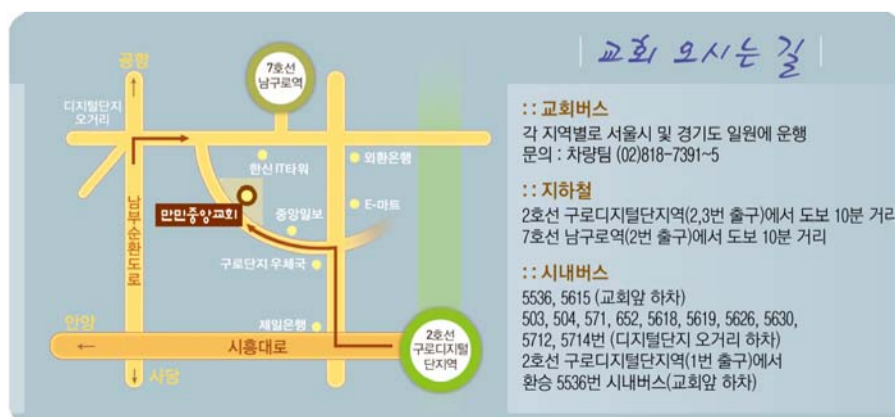 공항
디지털단지
오거리
7호선
남구로역
한신 IT타워
외환은행
만민중앙교회
중앙일보
E-마트
남부순환도로
구로단지 우체국
제일은행
안양
시흥대로
2호선
구로디지털
단지역
사당
교회 오시는 길
:: 교회버스
각 지역별로 서울시 및 경기도 일원에 운행
문의 : 차량팀 (02)818-7391~5
:: 지하철
2호선 구로디지털단지역(2,3번 출구)에서 도보 10분 거리
7호선 남구로역(2번 출구)에서 도보 10분 거리
:: 시내버스
5536, 5615 (교회앞 하차)
503, 504, 571, 652, 5618, 5619, 5626, 5630,
5712, 5714번 (디지털단지 오거리 하차)
2호선 구로디지털단지역(1번 출구)에서
환승 5536번 시내버스(교회앞 하차)